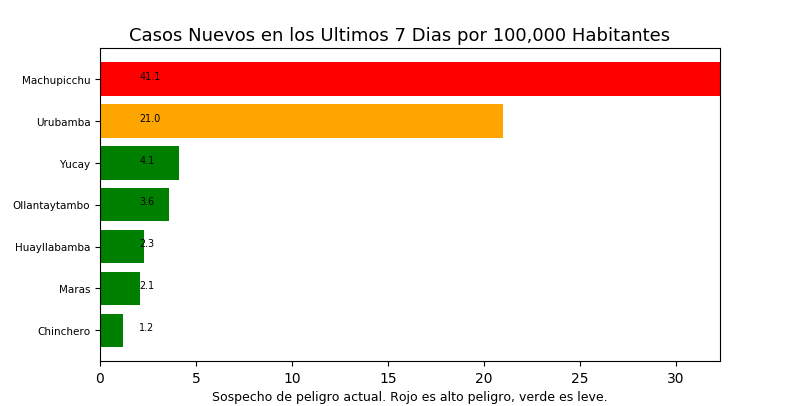 Casos Nuevos en los Ultimos 7 Dias por 100,000 Habitantes
Machupicchu 41.1
Urubamba 21.0
Yucay 4.1
Ollantaytambo 3.6
Huayllabamba 2.3
Maras 2.1
Chinchero 1.2
0 5 10 15 20 25 30
Sospecho de peligro actual. Rojo es alto peligro, verde es leve.